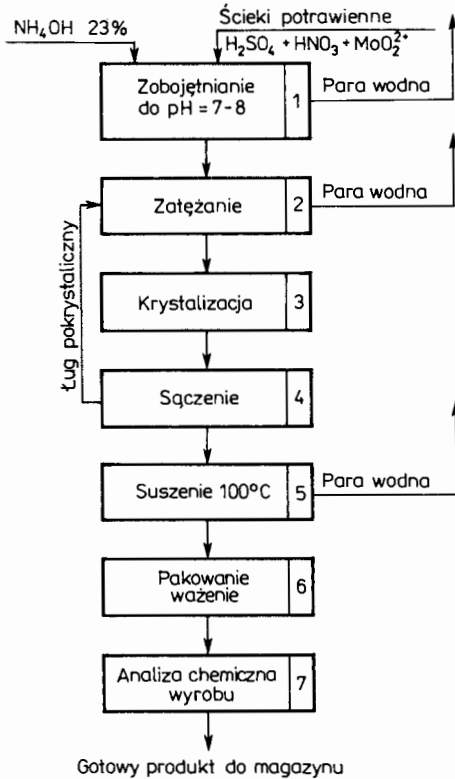 NH₄OH 23%
Ścieki potrawienne
H₂SO₄ + HNO₃ + MoO₂²⁺
Zobojętnianie
do pH = 7-8
1
Para wodna
Zatężanie
2
Para wodna
Ług pokrystaliczny
Krystalizacja
3
Sączenie
4
Suszenie 100°C
5
Para wodna
Pakowanie
ważenie
6
Analiza chemiczna
wyrobu
7
Gotowy produkt do magazynu